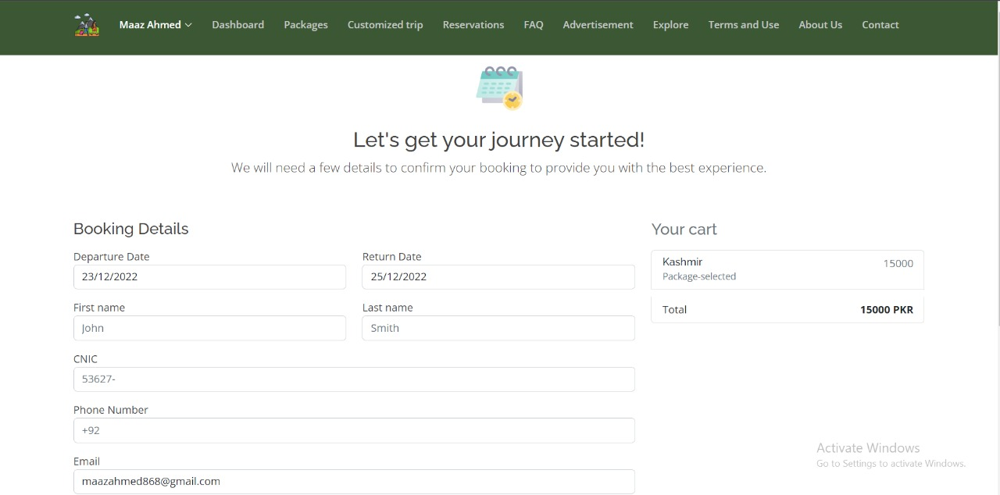 Maaz Ahmed Dashboard Packages Customized trip Reservations FAQ Advertisement Explore Terms and Use About Us Contact
Let's get your journey started!
We will need a few details to confirm your booking to provide you with the best experience.
Booking Details
Departure Date Return Date
23/12/2022 25/12/2022
First name Last name
John Smith
CNIC
53627-
Phone Number
+92
Email
maazahmed868@gmail.com
Your cart
Kashmir 15000
Package-selected
Total 15000 PKR
Activate Windows
Go to Settings to activate Windows.